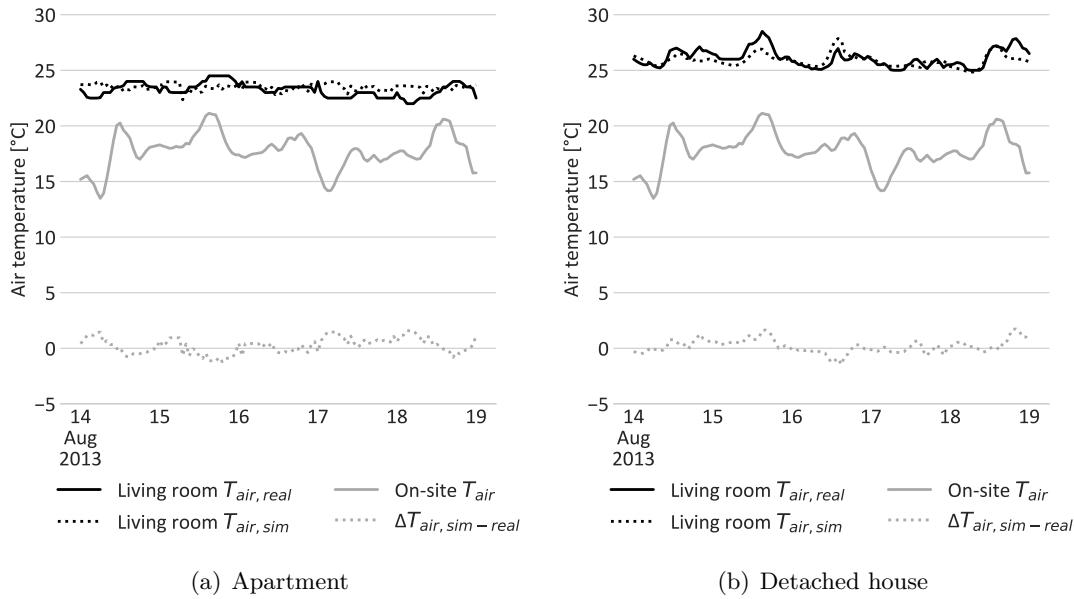 30
25
20
15
10
5
0
−5
Air temperature [°C]
14 15 16 17 18 19
Aug
2013
Living room T_air, real
On-site T_air
Living room T_air, sim
ΔT_air, sim − real
(a) Apartment
30
25
20
15
10
5
0
−5
Air temperature [°C]
14 15 16 17 18 19
Aug
2013
Living room T_air, real
On-site T_air
Living room T_air, sim
ΔT_air, sim − real
(b) Detached house